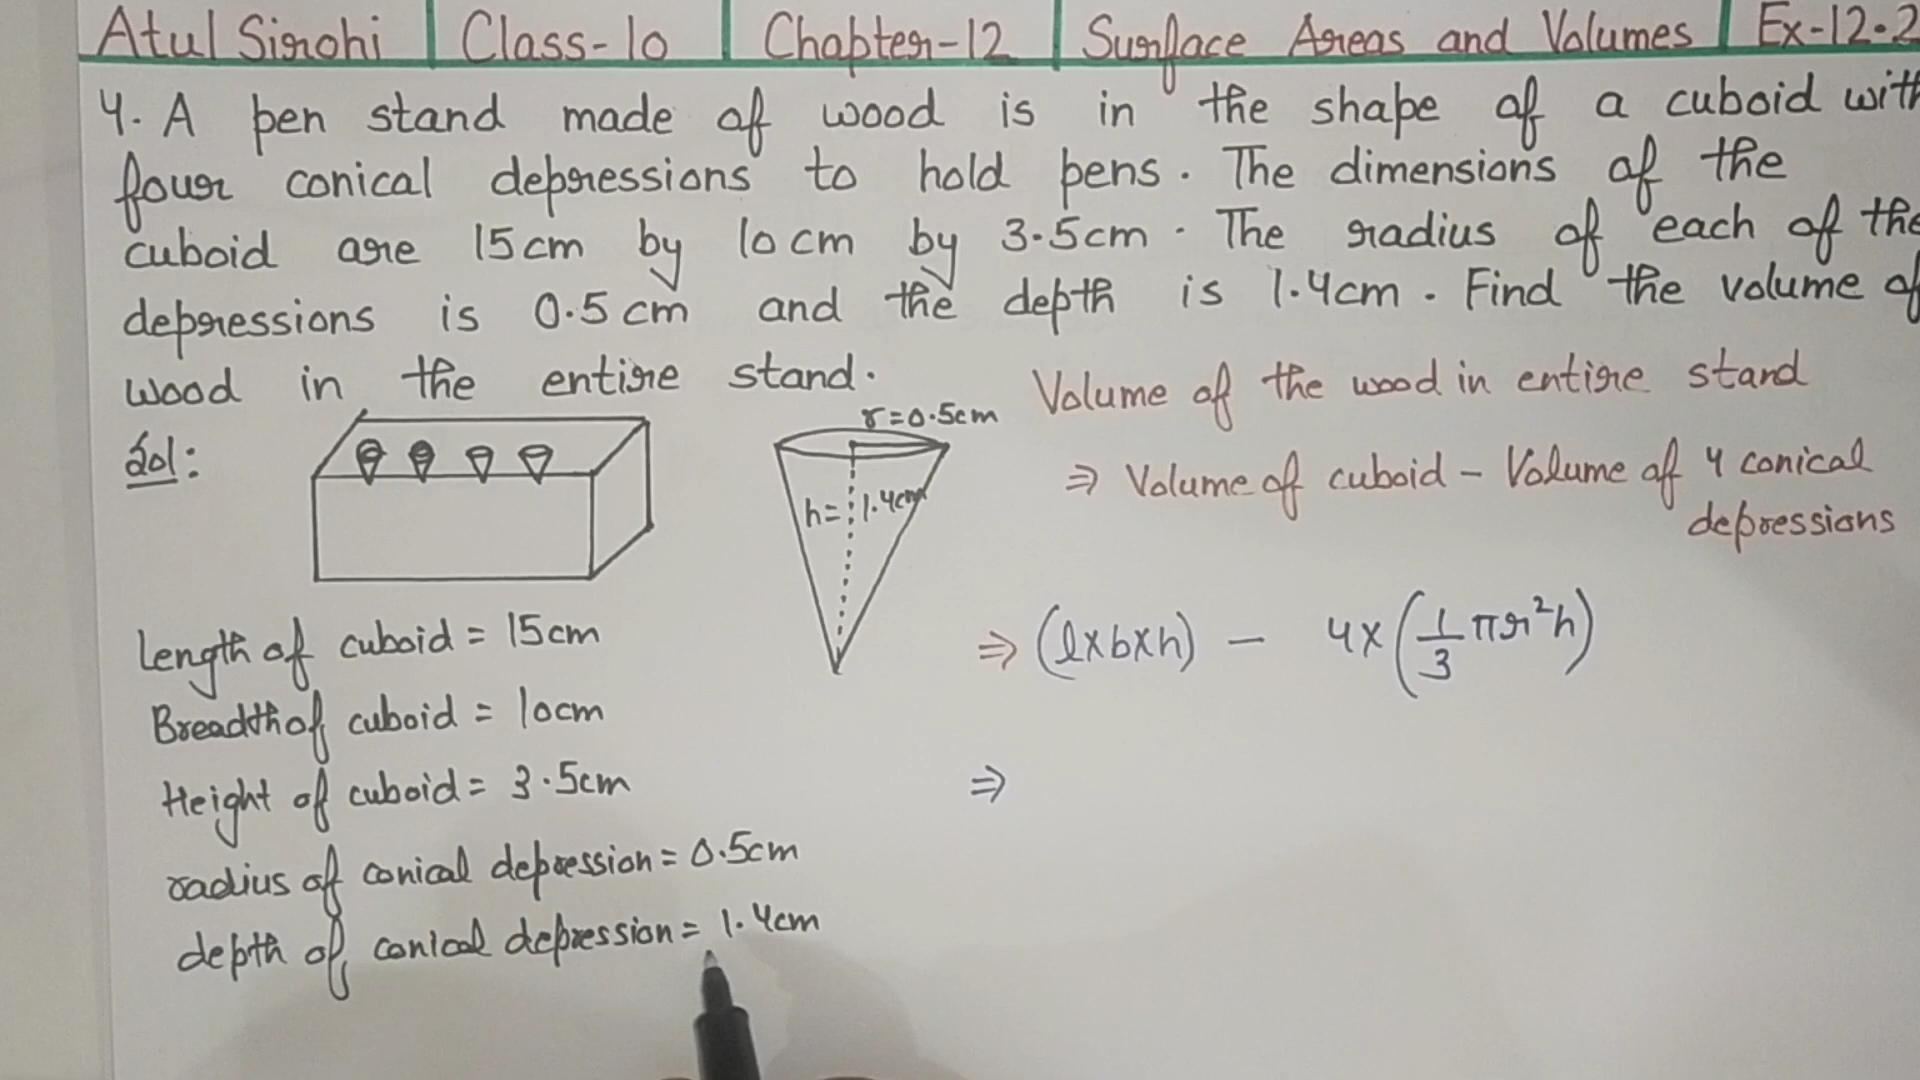 Atul Sirohi | Class-10 | Chapter-12 | Surface Areas and Volumes | Ex-12.2
4. A pen stand made of wood is in the shape of a cuboid with
four conical depressions to hold pens. The dimensions of the
cuboid are 15cm by 10cm by 3.5cm. The radius of each of the
depressions is 0.5cm and the depth is 1.4cm. Find the volume of
wood in the entire stand.
Sol:
r=0.5cm
h=1.4cm
Length of cuboid = 15cm
Breadth of cuboid = 10cm
Height of cuboid = 3.5cm
radius of conical depression = 0.5cm
depth of conical depression = 1.4cm
Volume of the wood in entire stand
⇒ Volume of cuboid - Volume of 4 conical
depressions
⇒ (l×b×h) - 4×(1/3 πr²h)
⇒